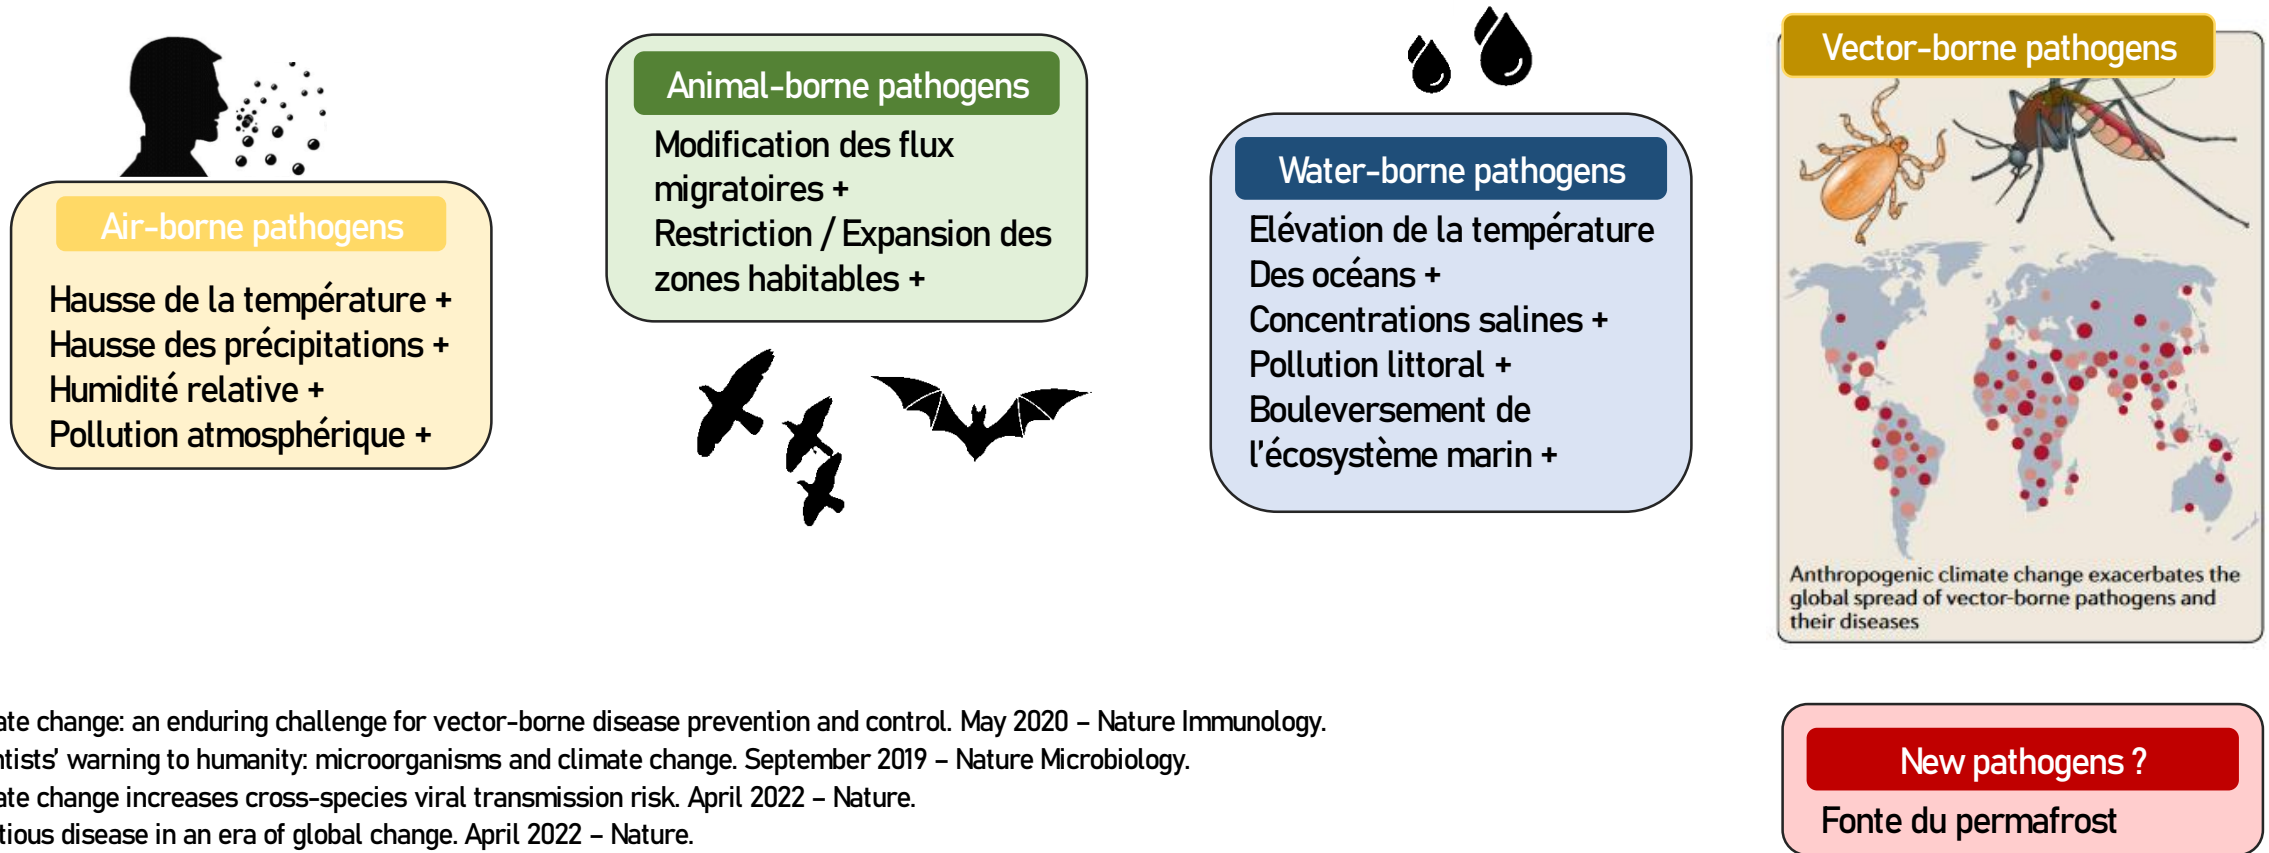 Air-borne pathogens
Hausse de la température +
Hausse des précipitations +
Humidité relative +
Pollution atmosphérique +
Animal-borne pathogens
Modification des flux
migratoires +
Restriction / Expansion des
zones habitables +
Water-borne pathogens
Elévation de la température
Des océans +
Concentrations salines +
Pollution littoral +
Bouleversement de
l'écosystème marin +
Vector-borne pathogens
Anthropogenic climate change exacerbates the
global spread of vector-borne pathogens and
their diseases
New pathogens ?
Fonte du permafrost
change: an enduring challenge for vector-borne disease prevention and control. May 2020 – Nature Immunology.
warning to humanity: microorganisms and climate change. September 2019 – Nature Microbiology.
change increases cross-species viral transmission risk. April 2022 – Nature.
disease in an era of global change. April 2022 – Nature.